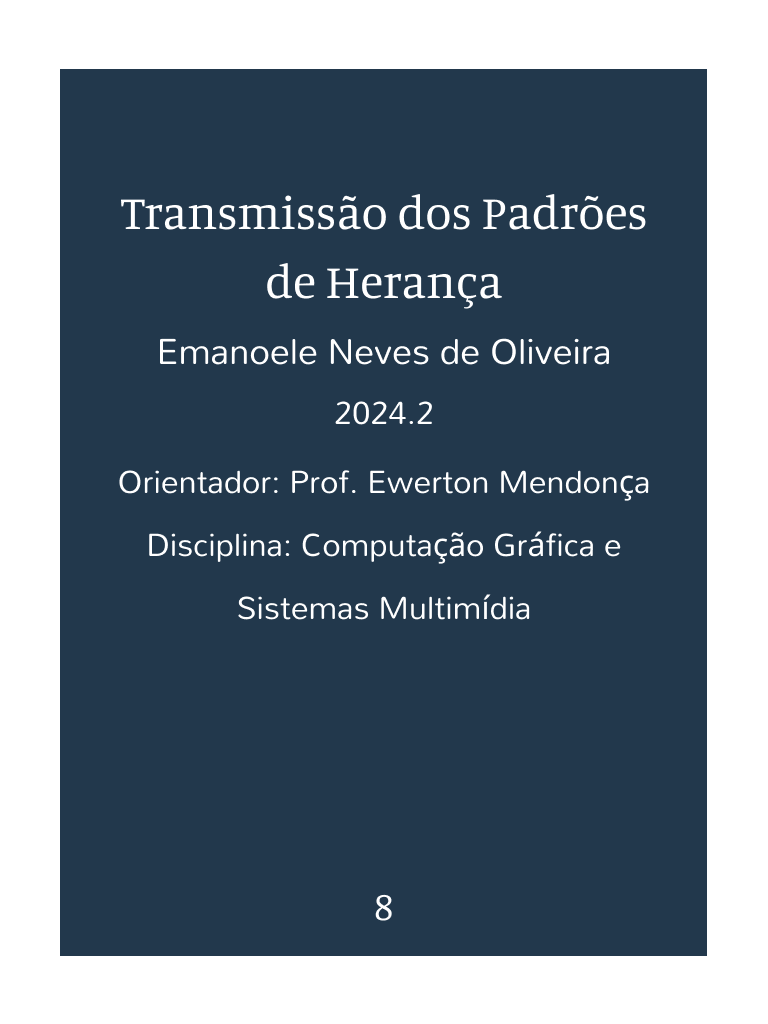 Transmissão dos Padrões
de Herança
Emanoele Neves de Oliveira
2024.2
Orientador: Prof. Ewerton Mendonça
Disciplina: Computação Gráfica e
Sistemas Multimídia
8